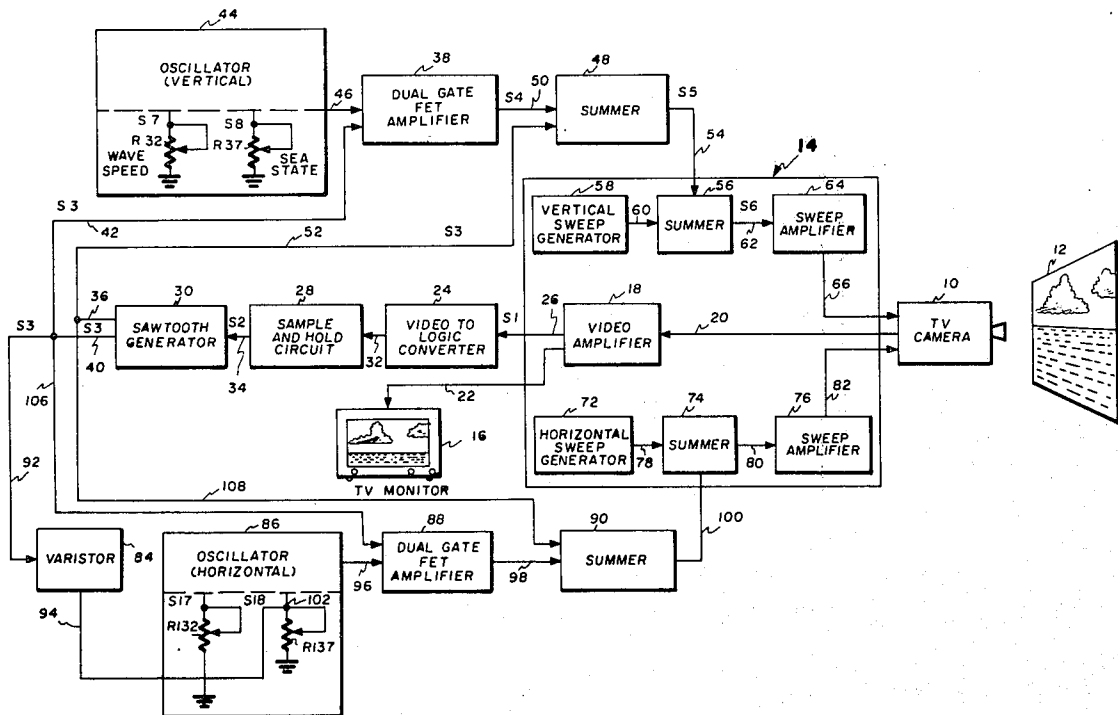 44
OSCILLATOR
(VERTICAL)
S7
S8
R32
R37
WAVE
SPEED
SEA
STATE
46
38
DUAL GATE
FET
AMPLIFIER
S4
50
48
SUMMER
S5
54
14
S3
42
52
S3
58
VERTICAL
SWEEP
GENERATOR
60
56
SUMMER
S6
62
64
SWEEP
AMPLIFIER
66
12
10
TV
CAMERA
S3
36
S3
40
30
SAWTOOTH
GENERATOR
S2
34
28
SAMPLE
AND HOLD
CIRCUIT
32
24
VIDEO TO
LOGIC
CONVERTER
S1
26
18
VIDEO
AMPLIFIER
20
22
16
TV MONITOR
106
92
72
HORIZONTAL
SWEEP
GENERATOR
78
74
SUMMER
80
76
SWEEP
AMPLIFIER
82
108
100
VARISTOR
84
94
86
OSCILLATOR
(HORIZONTAL)
S17
S18
102
R132
R137
96
88
DUAL GATE
FET
AMPLIFIER
98
90
SUMMER